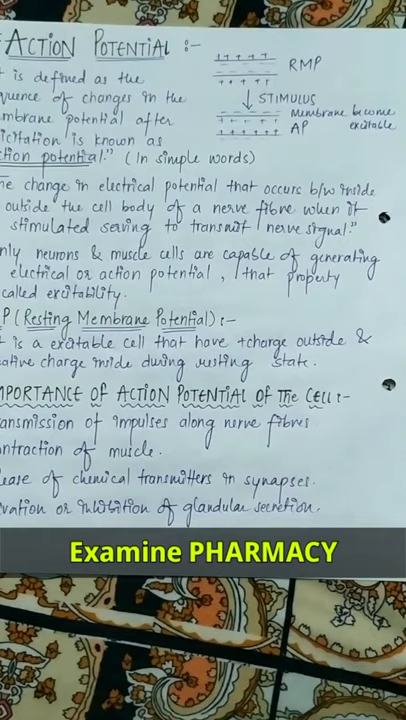 ACTION POTENTIAL :-
t is defined as the
quence of changes in the
mbrane potential after
icitation is known as
ction potential." (In simple words)
+ + + + +
- - - - -
- - - - -
+ + + + +
RMP
STIMULUS
Membrane become
excitable
AP
he change in electrical potential that occurs b/w inside
outside the cell body of a nerve fibre when it
stimulated serving to transmit nerve signal."
nly neurons & muscle cells are capable of generating
electrical or action potential, that property
called excitability.
P (Resting Membrane Potential) :-
t is a excitable cell that have +charge outside &
ative charge inside during resting state.
MPORTANCE OF ACTION POTENTIAL OF The CELL :-
ansmission of impulses along nerve fibres
ntraction of muscle.
lease of chemical transmitters in synapses.
ivation or inhibition of glandular secretion.
Examine PHARMACY